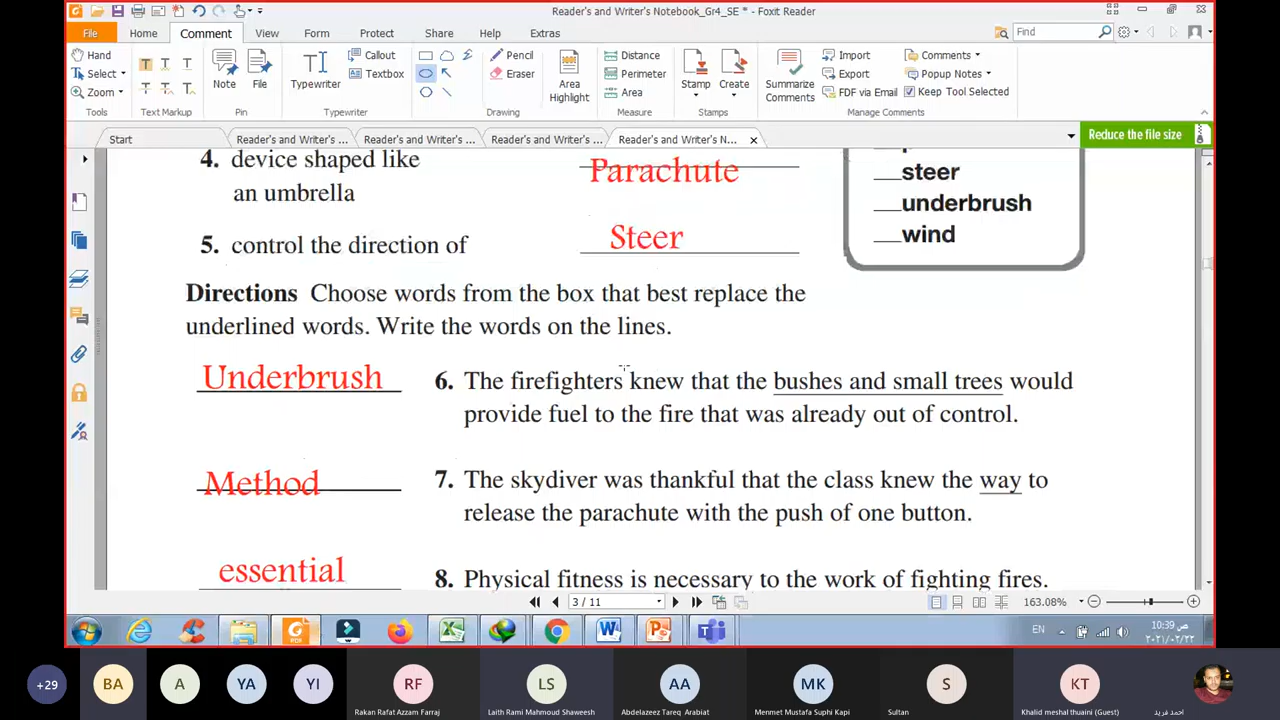 Reader's and Writer's Notebook_Gr4_SE * - Foxit Reader
File Home Comment View Form Protect Share Help Extras Find
Hand Select Zoom Tools
T T T T T T Text Markup
Note File Pin
Typewriter Callout Textbox Typewriter
Pencil Eraser Drawing
Area Highlight Distance Perimeter Area Measure
Stamp Create Stamps
Summarize Comments Import Export FDF via Email Comments Popup Notes Keep Tool Selected Manage Comments
Start Reader's and Writer's ... Reader's and Writer's ... Reader's and Writer's ... Reader's and Writer's N... Reduce the file size
4. device shaped like Parachute
an umbrella
5. control the direction of Steer
__steer
__underbrush
__wind
Directions Choose words from the box that best replace the
underlined words. Write the words on the lines.
Underbrush 6. The firefighters knew that the bushes and small trees would
provide fuel to the fire that was already out of control.
Method 7. The skydiver was thankful that the class knew the way to
release the parachute with the push of one button.
essential 8. Physical fitness is necessary to the work of fighting fires.
3 / 11 163.08%
EN 10:39 ص
٢٠٢١/٠٢/٢٢
+29 BA A YA YI RF LS AA MK S KT
Rakan Rafat Azzam Farraj Laith Rami Mahmoud Shaweesh Abdelazeez Tareq Arabiat Menmet Mustafa Suphi Kapi Sultan Khalid meshal thuaini (Guest) احمد فريد